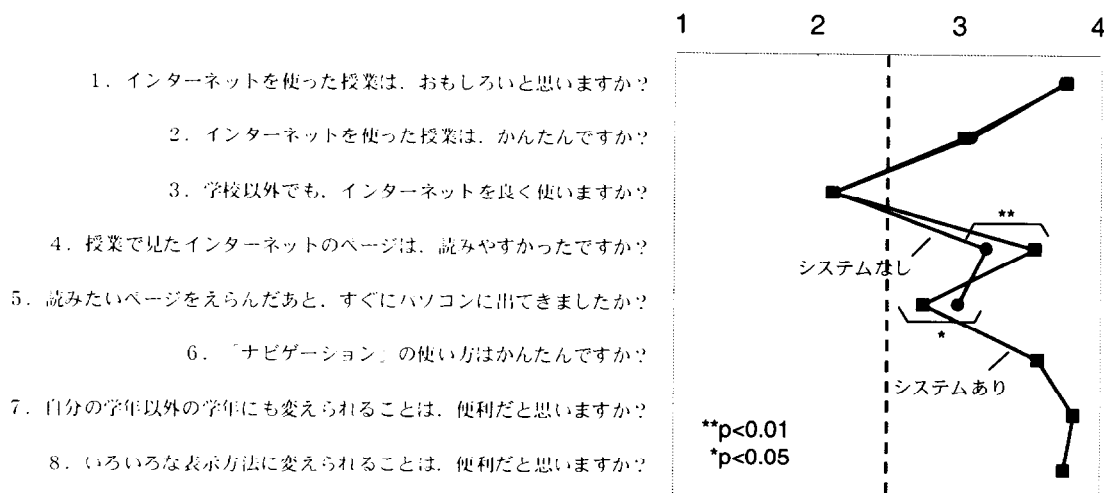 1 2 3 4
1. インターネットを使った授業は、おもしろいと思いますか?
2. インターネットを使った授業は、かんたんですか?
3. 学校以外でも、インターネットを良く使いますか?
**
4. 授業で見たインターネットのページは、読みやすかったですか?
システムなし
5. 読みたいページをえらんだあと、すぐにパソコンに出てきましたか?
*
6. 「ナビゲーション」の使い方はかんたんですか?
システムあり
7. 自分の学年以外の学年にも変えられることは、便利だと思いますか?
**p<0.01
8. いろいろな表示方法に変えられることは、便利だと思いますか?
*p<0.05